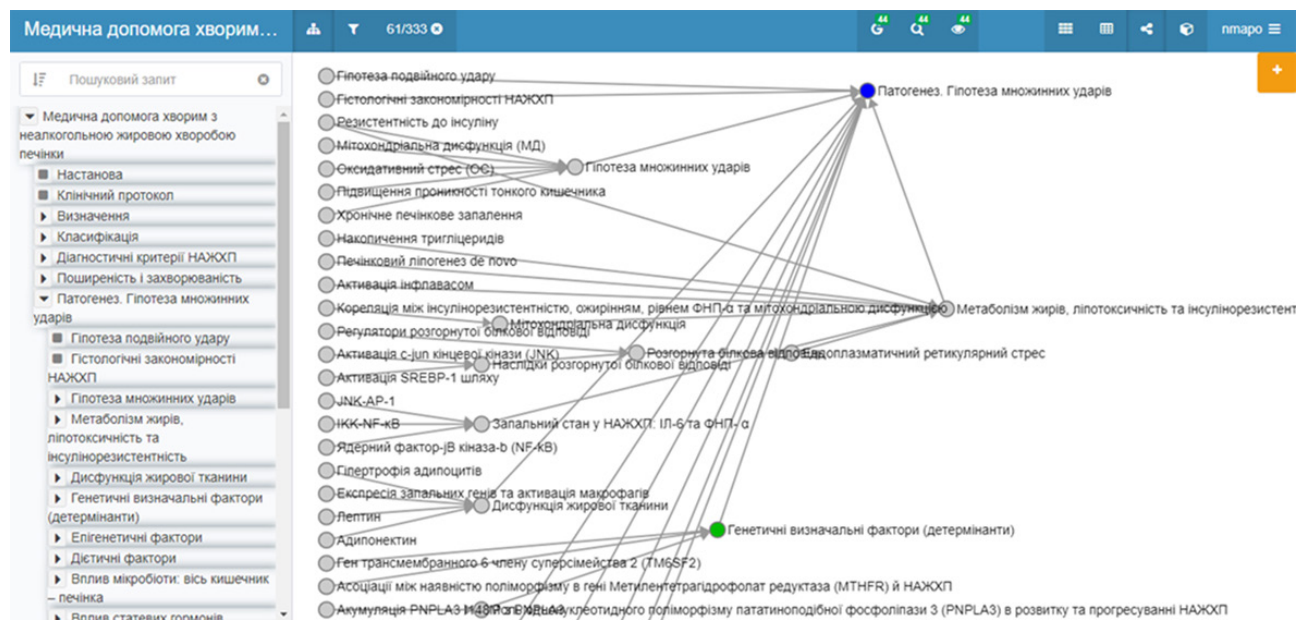 Медична допомога хворим...
61/333
44
44
44
nmapo
Пошуковий запит
+
Медична допомога хворим з
неалкогольною жировою хворобою
печінки
Настанова
Клінічний протокол
Визначення
Класифікація
Діагностичні критерії НАЖХП
Поширеність і захворюваність
Патогенез. Гіпотеза множинних
ударів
Гіпотеза подвійного удару
Гістологічні закономірності
НАЖХП
Гіпотеза множинних ударів
Метаболізм жирів,
ліпотоксичність та
інсулінорезистентність
Дисфункція жирової тканини
Генетичні визначальні фактори
(детермінанти)
Епігенетичні фактори
Дієтичні фактори
Вплив мікробіоти: вісь кишечник
– печінка
Вплив статевих гормонів
Гіпотеза подвійного удару
Патогенез. Гіпотеза множинних ударів
Гістологічні закономірності НАЖХП
Резистентність до інсуліну
Мітохондріальна дисфункція (МД)
Оксидативний стрес (ОС)
Гіпотеза множинних ударів
Підвищення проникності тонкого кишечника
Хронічне печінкове запалення
Накопичення тригліцеридів
Печінковий ліпогенез de novo
Активація інфлавасом
Кореляція між інсулінорезистентністю, ожирінням, рівнем ФНП-α та мітохондріальною дисфункцією
Метаболізм жирів, ліпотоксичність та інсулінорезистент
Мітохондріальна дисфункція
Регулятори розгорнутої білкової відповіді
Активація c-jun кінцевої кінази (JNK)
Розгорнута білкова відповідь
Ендоплазматичний ретикулярний стрес
Наслідки розгорнутої білкової відповіді
Активація SREBP-1 шляху
JNK-AP-1
IKK-NF-κB
Запальний стан у НАЖХП: ІЛ-6 та ФНП- α
Ядерний фактор-jB кіназа-b (NF-kB)
Гіпертрофія адипоцитів
Експресія запальних генів та активація макрофагів
Дисфункція жирової тканини
Лептин
Генетичні визначальні фактори (детермінанти)
Адипонектин
Ген трансмембранного 6 члену суперсімейства 2 (TM6SF2)
Асоціації між наявністю поліморфізму в гені Метилентетрагідрофолат редуктаза (MTHFR) й НАЖХП
Акумуляція PNPLA3 нуклеотидного поліморфізму пататиноподібної фосфоліпази 3 (PNPLA3) в розвитку та прогресуванні НАЖХП